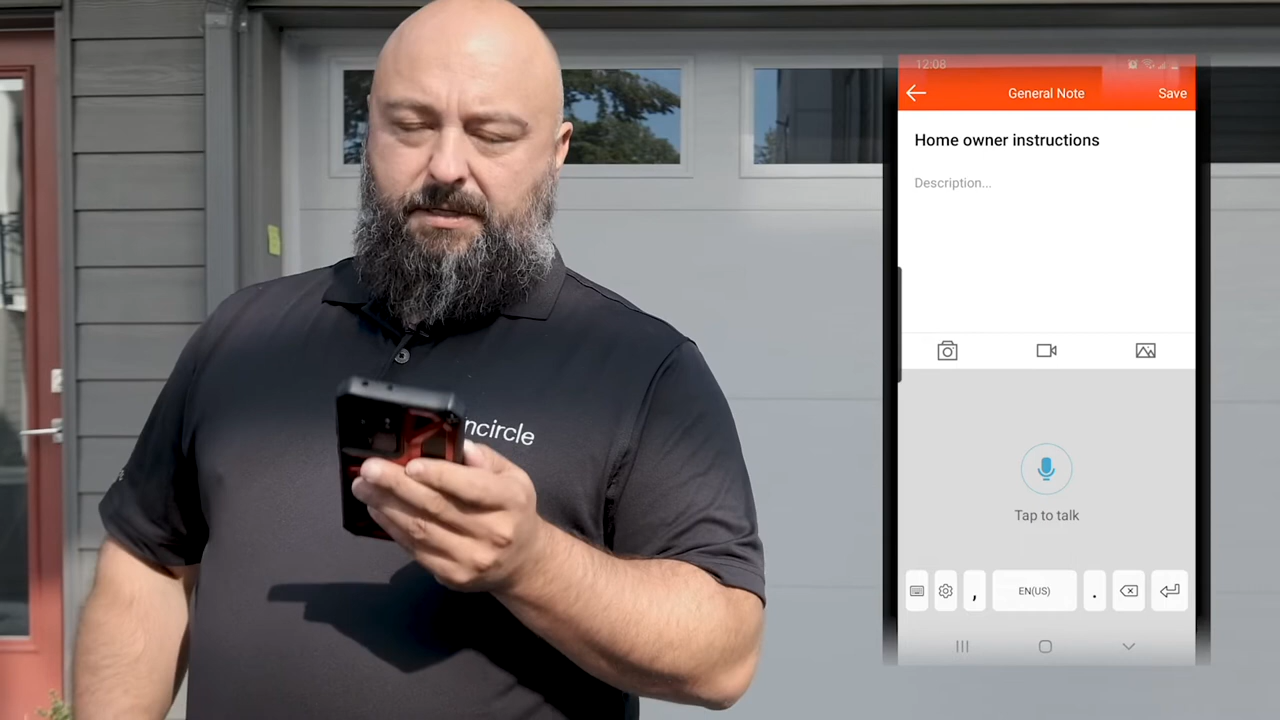 ncircle
12:08
General Note
Save
Home owner instructions
Description...
Tap to talk
,
EN(US)
.